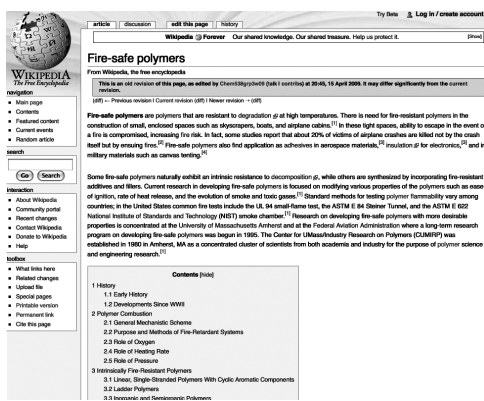 Try Beta Log in / create account
article discussion edit this page history
Wikipedia Forever Our shared knowledge. Our shared treasure. Help us protect it. [Show]
WIKIPEDIA
The Free Encyclopedia
navigation
Main page
Contents
Featured content
Current events
Random article
search
Go Search
interaction
About Wikipedia
Community portal
Recent changes
Contact Wikipedia
Donate to Wikipedia
Help
toolbox
What links here
Related changes
Upload file
Special pages
Printable version
Permanent link
Cite this page
Fire-safe polymers
From Wikipedia, the free encyclopedia
This is an old revision of this page, as edited by Chem538grp3w09 (talk | contribs) at 20:45, 15 April 2009. It may differ significantly from the current
revision.
(diff) ← Previous revision | Current revision (diff) | Newer revision → (diff)
Fire-safe polymers are polymers that are resistant to degradation at high temperatures. There is need for fire-resistant polymers in the
construction of small, enclosed spaces such as skyscrapers, boats, and airplane cabins.[1] In these tight spaces, ability to escape in the event o
a fire is compromised, increasing fire risk. In fact, some studies report that about 20% of victims of airplane crashes are killed not by the crash
itself but by ensuing fires.[2] Fire-safe polymers also find application as adhesives in aerospace materials,[3] insulation for electronics,[3] and in
military materials such as canvas tenting.[4]
Some fire-safe polymers naturally exhibit an intrinsic resistance to decomposition, while others are synthesized by incorporating fire-resistant
additives and fillers. Current research in developing fire-safe polymers is focused on modifying various properties of the polymers such as ease
of ignition, rate of heat release, and the evolution of smoke and toxic gases.[1] Standard methods for testing polymer flammability vary among
countries; in the United States common fire tests include the UL 94 small-flame test, the ASTM E 84 Steiner Tunnel, and the ASTM E 622
National Institute of Standards and Technology (NIST) smoke chamber.[1] Research on developing fire-safe polymers with more desirable
properties is concentrated at the University of Massachusetts Amherst and at the Federal Aviation Administration where a long-term research
program on developing fire-safe polymers was begun in 1995. The Center for UMass/Industry Research on Polymers (CUMIRP) was
established in 1980 in Amherst, MA as a concentrated cluster of scientists from both academia and industry for the purpose of polymer science
and engineering research.[1]
Contents [hide]
1 History
1.1 Early History
1.2 Developments Since WWII
2 Polymer Combustion
2.1 General Mechanistic Scheme
2.2 Purpose and Methods of Fire-Retardant Systems
2.3 Role of Oxygen
2.4 Role of Heating Rate
2.5 Role of Pressure
3 Intrinsically Fire-Resistant Polymers
3.1 Linear, Single-Stranded Polymers With Cyclic Aromatic Components
3.2 Ladder Polymers
3.3 Inorganic and Semiorganic Polymers